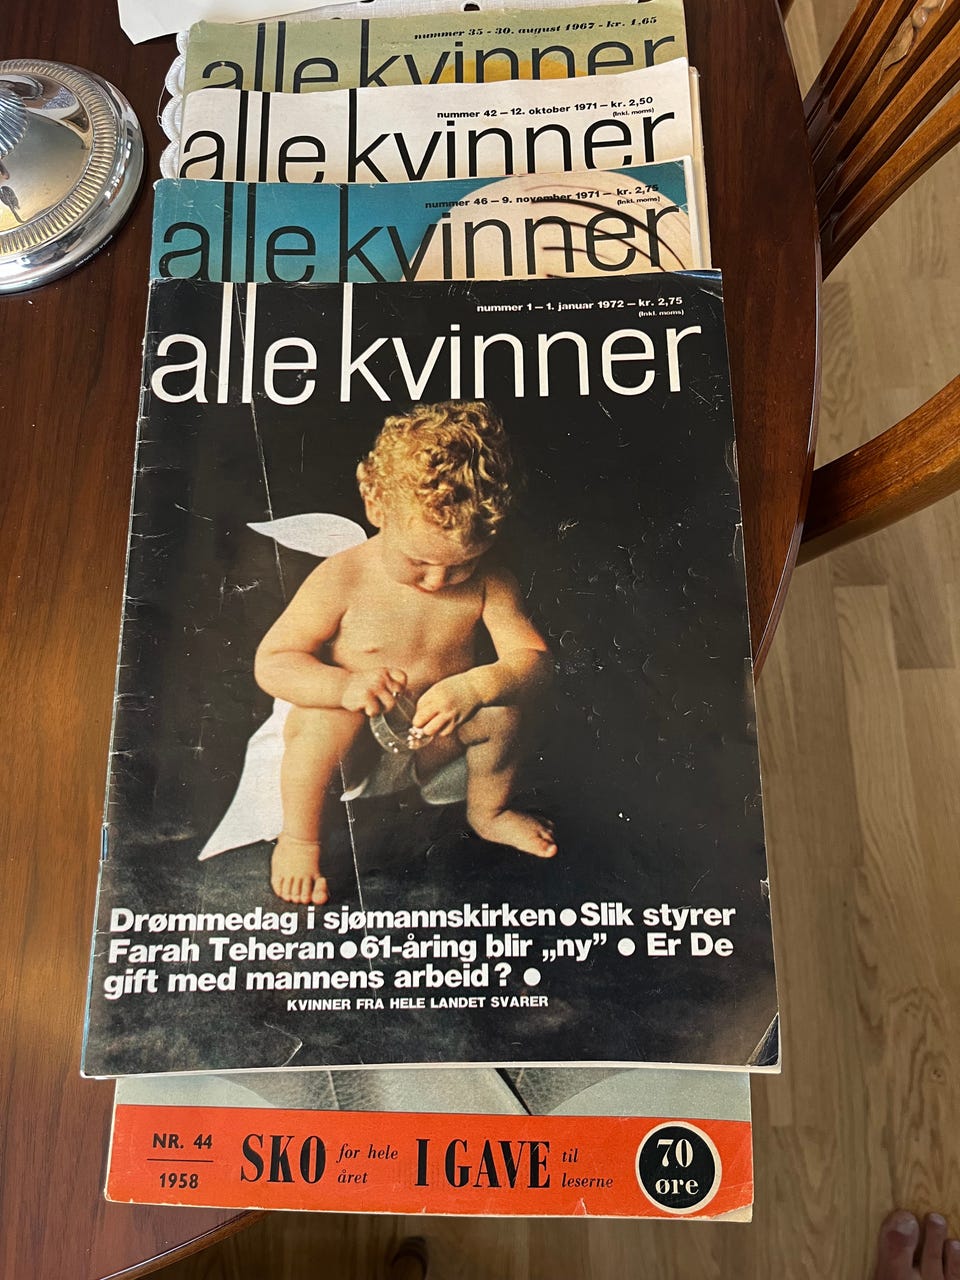 nummer 35 - 30. august 1967 - kr. 1,65
alle kvinner
nummer 42 – 12. oktober 1971 – kr. 2,50
(Inkl. moms)
alle kvinner
nummer 46 – 9. november 1971 – kr. 2,75
(Inkl. moms)
alle kvinner
nummer 1 – 1. januar 1972 – kr. 2,75
(Inkl. moms)
alle kvinner
Drømmedag i sjømannskirken ● Slik styrer
Farah Teheran ● 61-åring blir „ny” ● Er De
gift med mannens arbeid? ●
KVINNER FRA HELE LANDET SVARER
NR. 44
1958
SKO for hele året I GAVE til leserne
70
øre